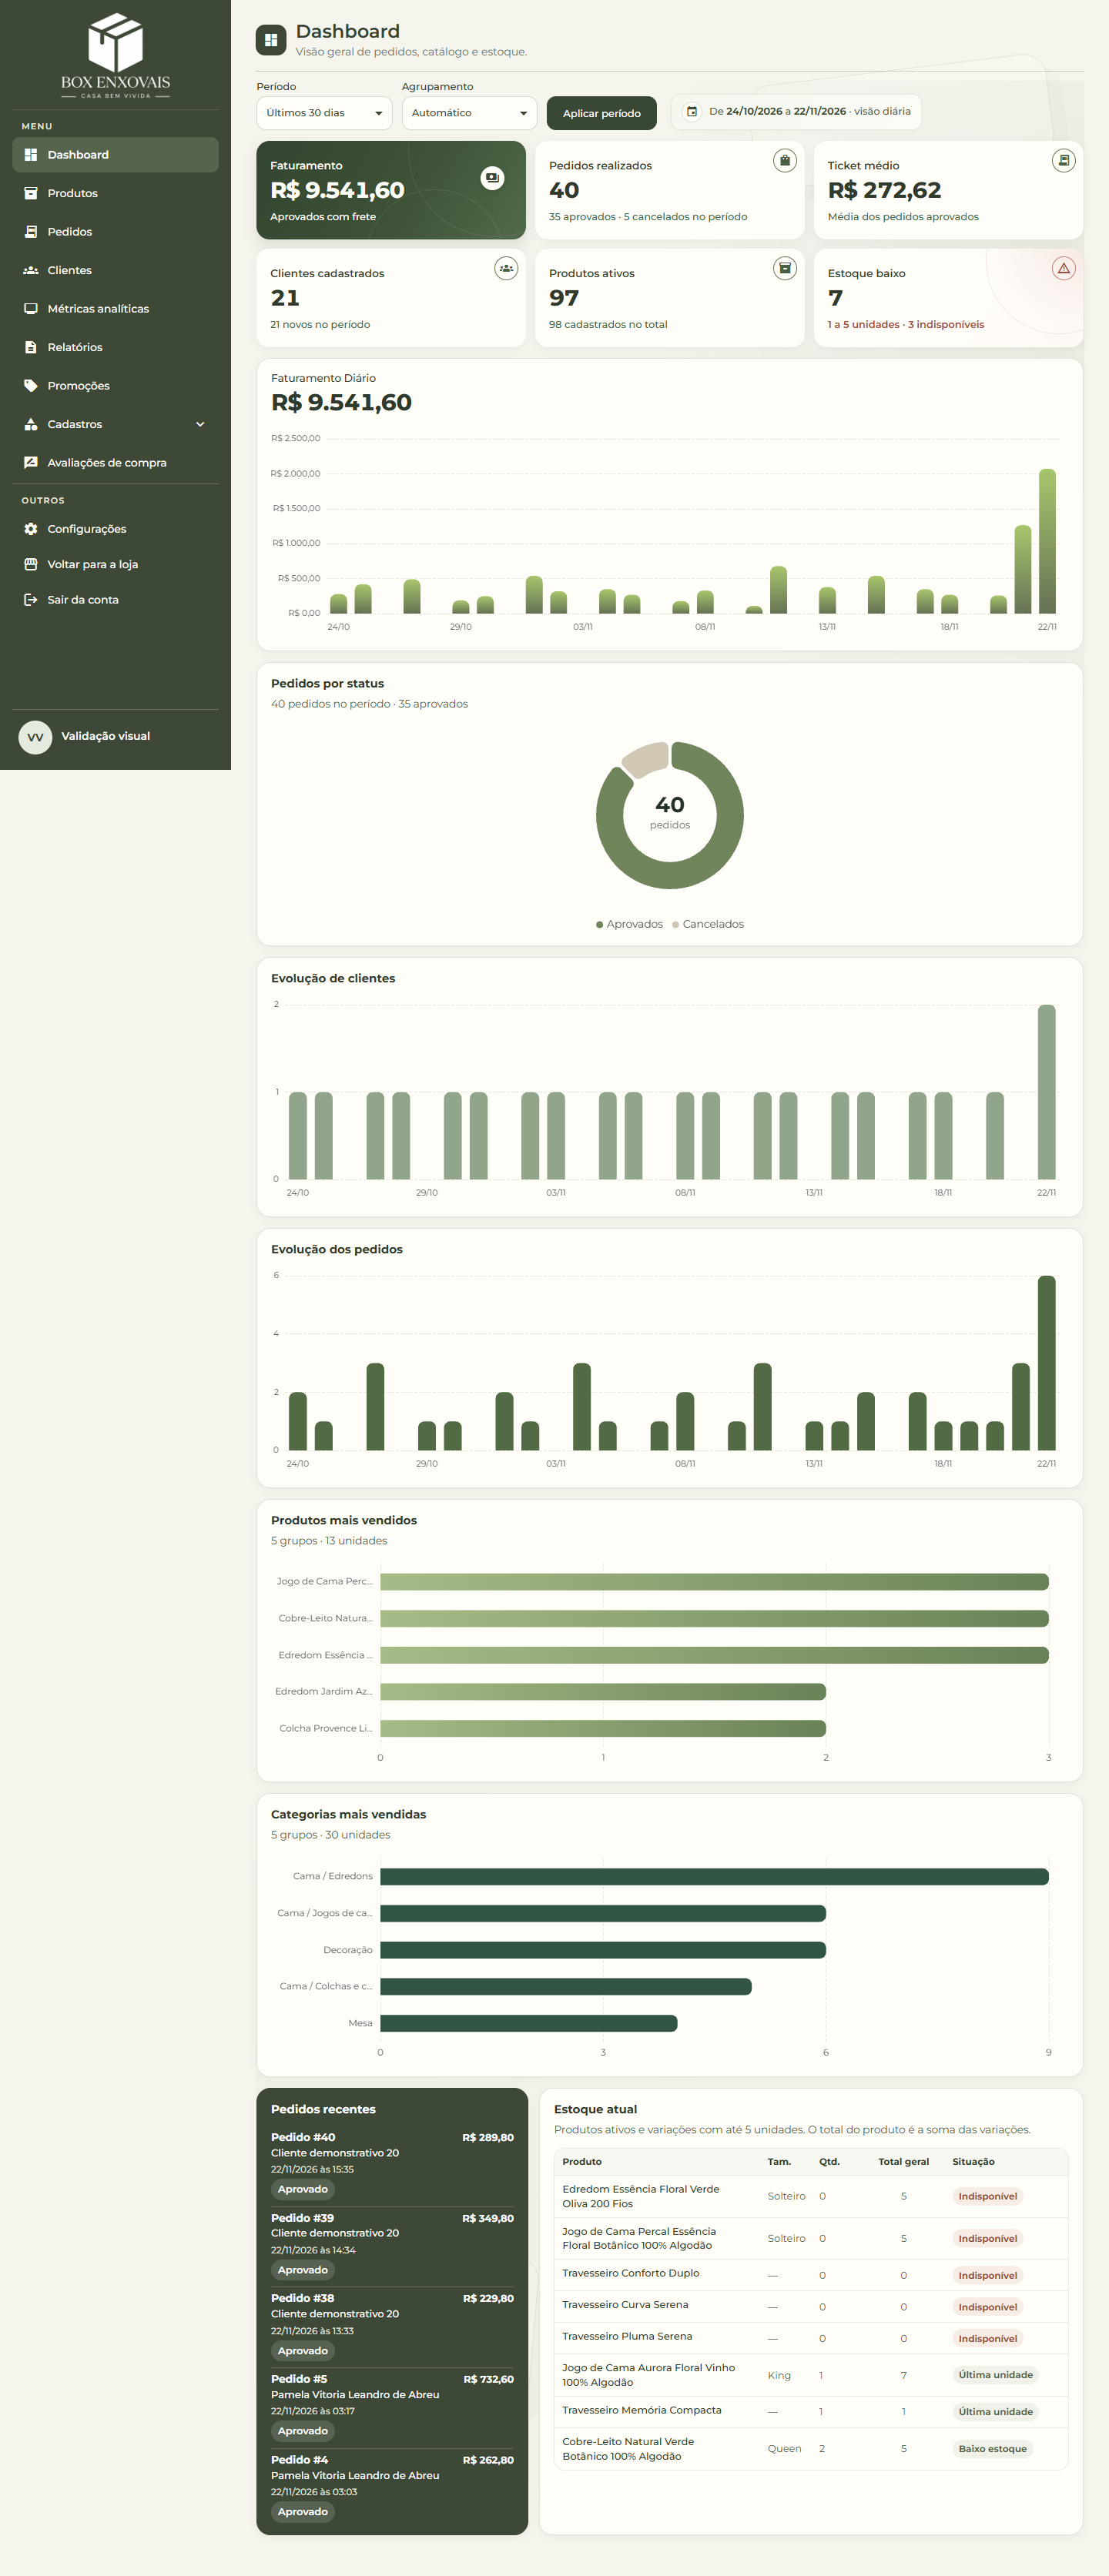 BOX ENXOVAIS
CASA BEM VIVIDA
MENU
Dashboard
Produtos
Pedidos
Clientes
Métricas analíticas
Relatórios
Promoções
Cadastros
Avaliações de compra
OUTROS
Configurações
Voltar para a loja
Sair da conta
VV Validação visual
Dashboard
Visão geral de pedidos, catálogo e estoque.
Período Agrupamento
Últimos 30 dias Automático Aplicar período De 24/10/2026 a 22/11/2026 · visão diária
Faturamento
R$ 9.541,60
Aprovados com frete
Pedidos realizados
40
35 aprovados · 5 cancelados no período
Ticket médio
R$ 272,62
Média dos pedidos aprovados
Clientes cadastrados
21
21 novos no período
Produtos ativos
97
98 cadastrados no total
Estoque baixo
7
1 a 5 unidades · 3 indisponíveis
Faturamento Diário
R$ 9.541,60
R$ 2.500,00
R$ 2.000,00
R$ 1.500,00
R$ 1.000,00
R$ 500,00
R$ 0,00
24/10 29/10 03/11 08/11 13/11 18/11 22/11
Pedidos por status
40 pedidos no período · 35 aprovados
40
pedidos
Aprovados Cancelados
Evolução de clientes
2
1
0
24/10 29/10 03/11 08/11 13/11 18/11 22/11
Evolução dos pedidos
6
4
2
0
24/10 29/10 03/11 08/11 13/11 18/11 22/11
Produtos mais vendidos
5 grupos · 13 unidades
Jogo de Cama Perc...
Cobre-Leito Natura...
Edredom Essência ...
Edredom Jardim Az...
Colcha Provence Li...
0 1 2 3
Categorias mais vendidas
5 grupos · 30 unidades
Cama / Edredons
Cama / Jogos de ca...
Decoração
Cama / Colchas e c...
Mesa
0 3 6 9
Pedidos recentes
Pedido #40 R$ 289,80
Cliente demonstrativo 20
22/11/2026 às 15:35
Aprovado
Pedido #39 R$ 349,80
Cliente demonstrativo 20
22/11/2026 às 14:34
Aprovado
Pedido #38 R$ 229,80
Cliente demonstrativo 20
22/11/2026 às 13:33
Aprovado
Pedido #5 R$ 732,60
Pamela Vitoria Leandro de Abreu
22/11/2026 às 03:17
Aprovado
Pedido #4 R$ 262,80
Pamela Vitoria Leandro de Abreu
22/11/2026 às 03:03
Aprovado
Estoque atual
Produtos ativos e variações com até 5 unidades. O total do produto é a soma das variações.
Produto Tam. Qtd. Total geral Situação
Edredom Essência Floral Verde
Oliva 200 Fios Solteiro 0 5 Indisponível
Jogo de Cama Percal Essência
Floral Botânico 100% Algodão Solteiro 0 5 Indisponível
Travesseiro Conforto Duplo — 0 0 Indisponível
Travesseiro Curva Serena — 0 0 Indisponível
Travesseiro Pluma Serena — 0 0 Indisponível
Jogo de Cama Aurora Floral Vinho
100% Algodão King 1 7 Última unidade
Travesseiro Memória Compacta — 1 1 Última unidade
Cobre-Leito Natural Verde
Botânico 100% Algodão Queen 2 5 Baixo estoque